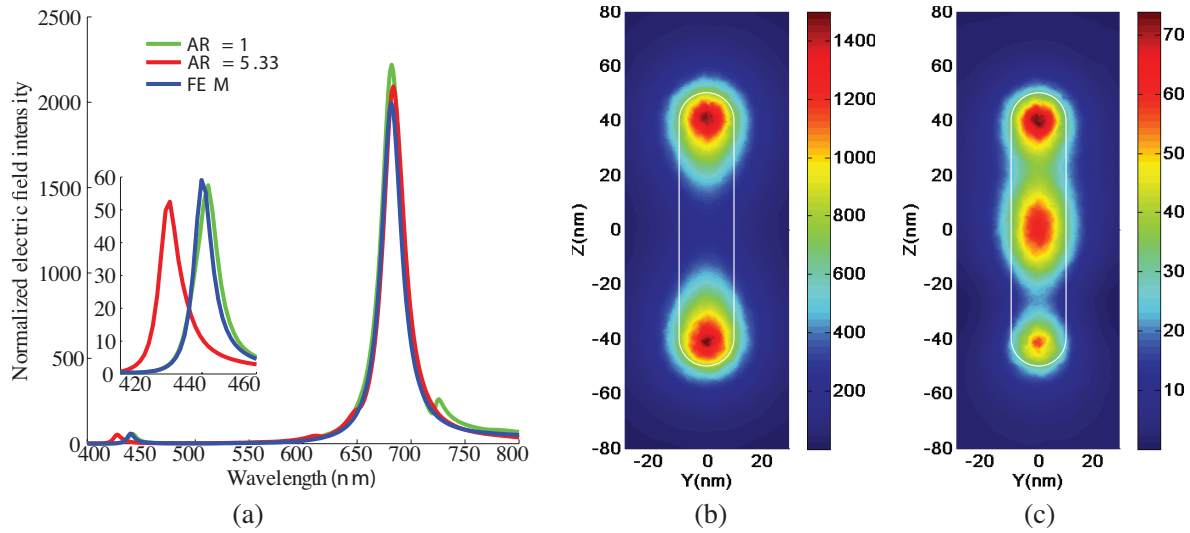 2500
2000
1500
1000
500
0
Normalized electric field intensity
AR = 1
AR = 5.33
FE M
60
50
40
30
20
10
0
420 440 460
400 450 500 550 600 650 700 750 800
Wavelength (nm)
(a)
80
60
40
20
0
-20
-40
-60
-80
Z(nm)
-20 0 20
Y(nm)
1400
1200
1000
800
600
400
200
(b)
80
60
40
20
0
-20
-40
-60
-80
Z(nm)
-20 0 20
Y(nm)
70
60
50
40
30
20
10
(c)